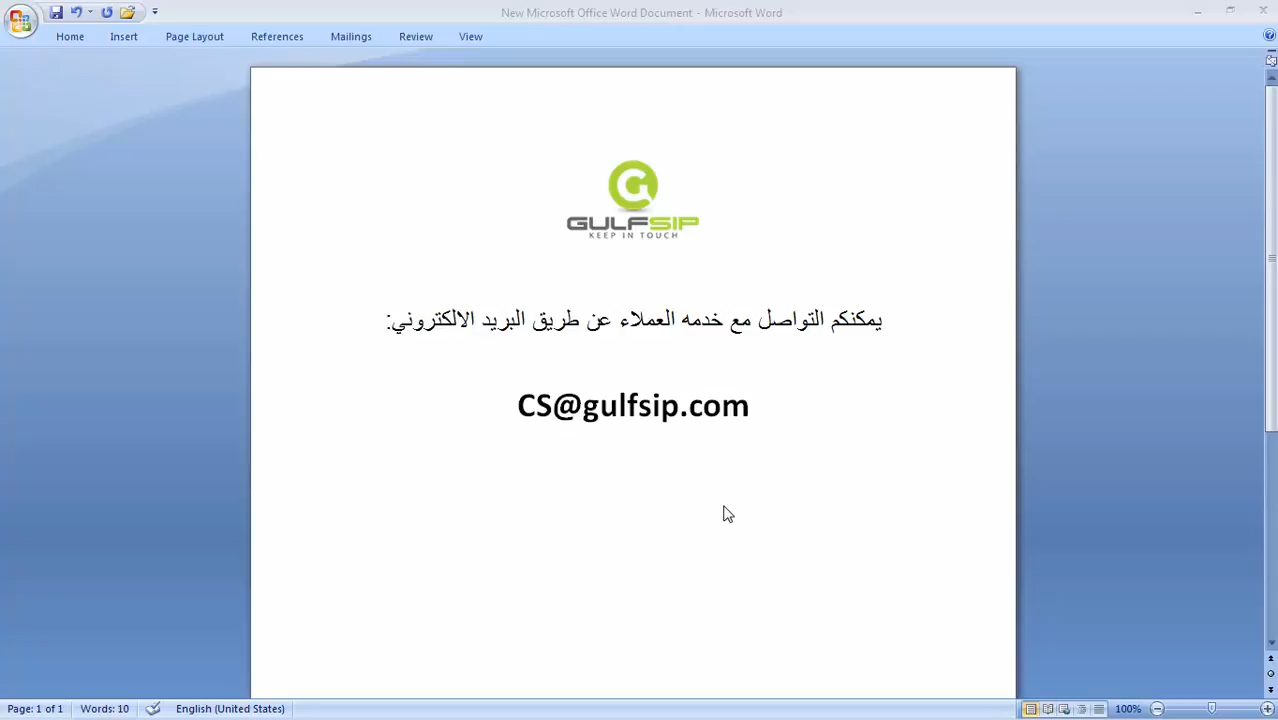 New Microsoft Office Word Document - Microsoft Word
Home Insert Page Layout References Mailings Review View
GULFSIP
KEEP IN TOUCH
يمكنكم التواصل مع خدمه العملاء عن طريق البريد الالكتروني:
CS@gulfsip.com
Page: 1 of 1 Words: 10 English (United States) 100%